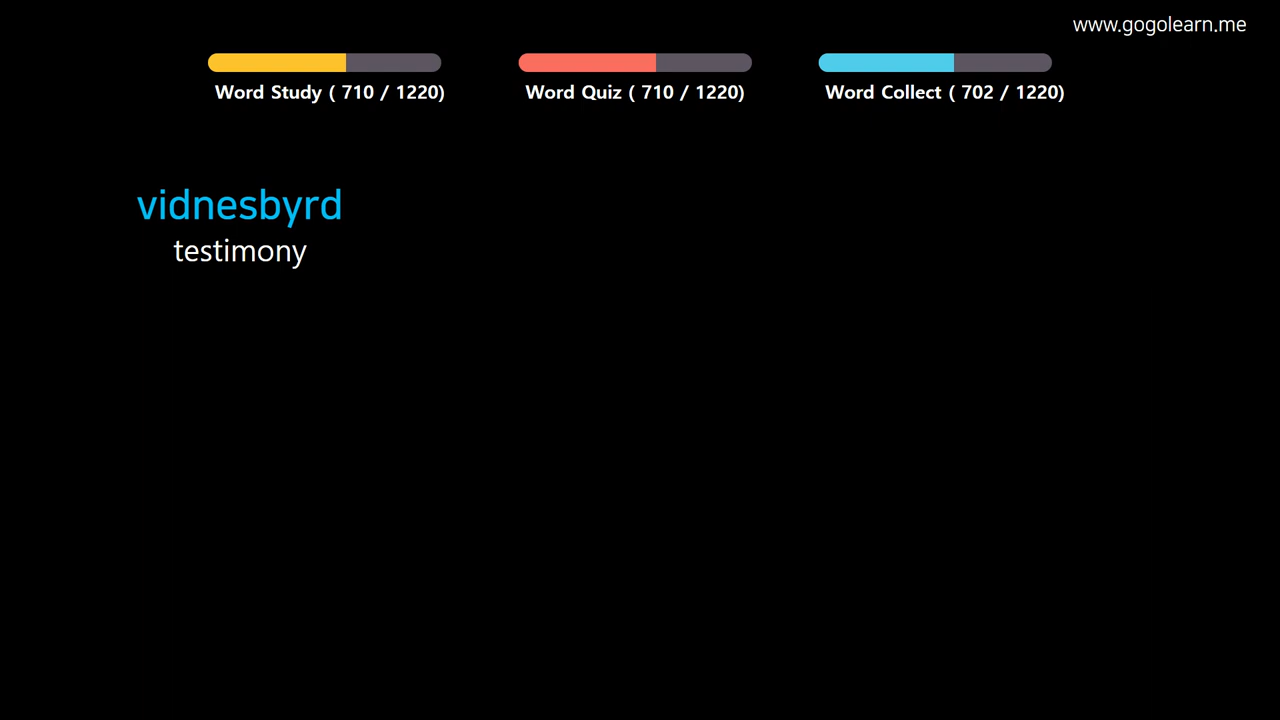 www.gogolearn.me
Word Study ( 710 / 1220)
Word Quiz ( 710 / 1220)
Word Collect ( 702 / 1220)
vidnesbyrd
testimony